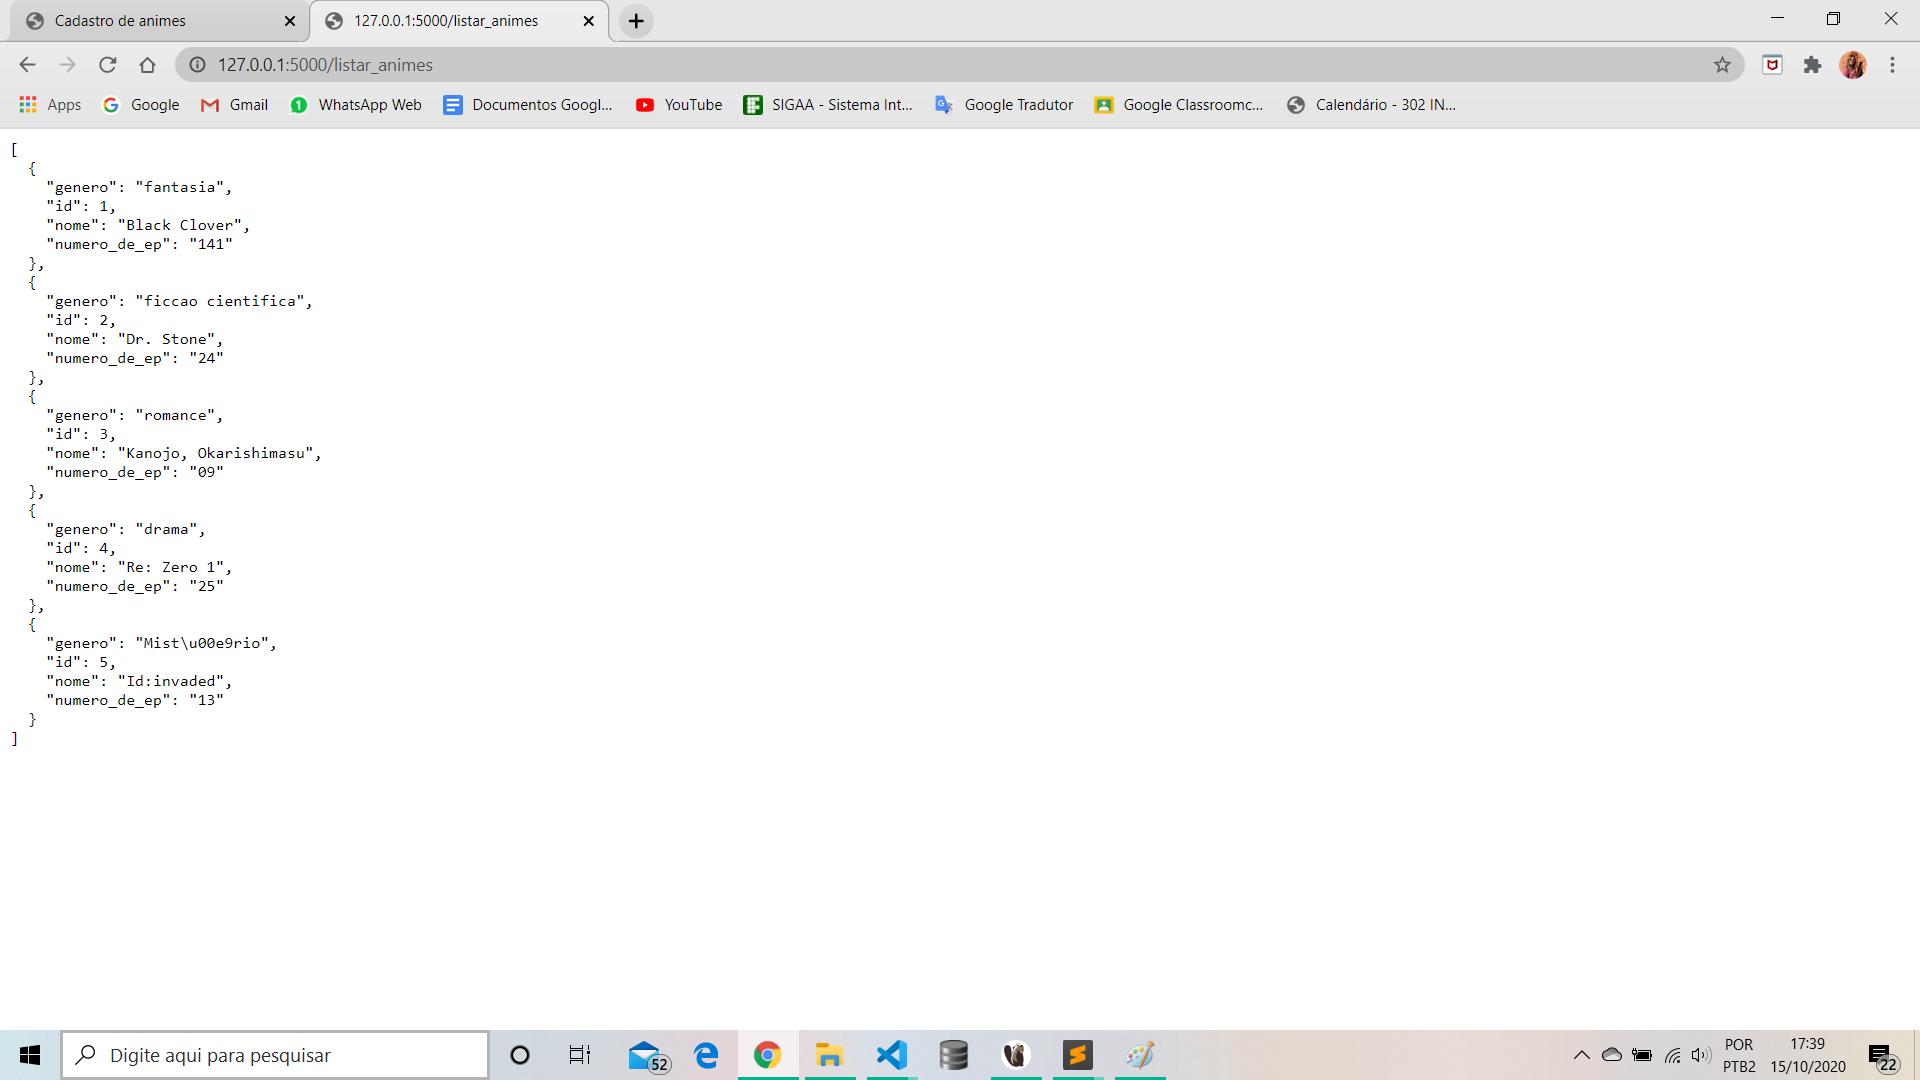 Cadastro de animes
127.0.0.1:5000/listar_animes
127.0.0.1:5000/listar_animes
Apps Google Gmail WhatsApp Web Documentos Googl... YouTube SIGAA - Sistema Int... Google Tradutor Google Classroomc... Calendário - 302 IN...
[
  {
    "genero": "fantasia",
    "id": 1,
    "nome": "Black Clover",
    "numero_de_ep": "141"
  },
  {
    "genero": "ficcao cientifica",
    "id": 2,
    "nome": "Dr. Stone",
    "numero_de_ep": "24"
  },
  {
    "genero": "romance",
    "id": 3,
    "nome": "Kanojo, Okarishimasu",
    "numero_de_ep": "09"
  },
  {
    "genero": "drama",
    "id": 4,
    "nome": "Re: Zero 1",
    "numero_de_ep": "25"
  },
  {
    "genero": "Mist\u00e9rio",
    "id": 5,
    "nome": "Id:invaded",
    "numero_de_ep": "13"
  }
]
Digite aqui para pesquisar
52
POR
PTB2
17:39
15/10/2020
22